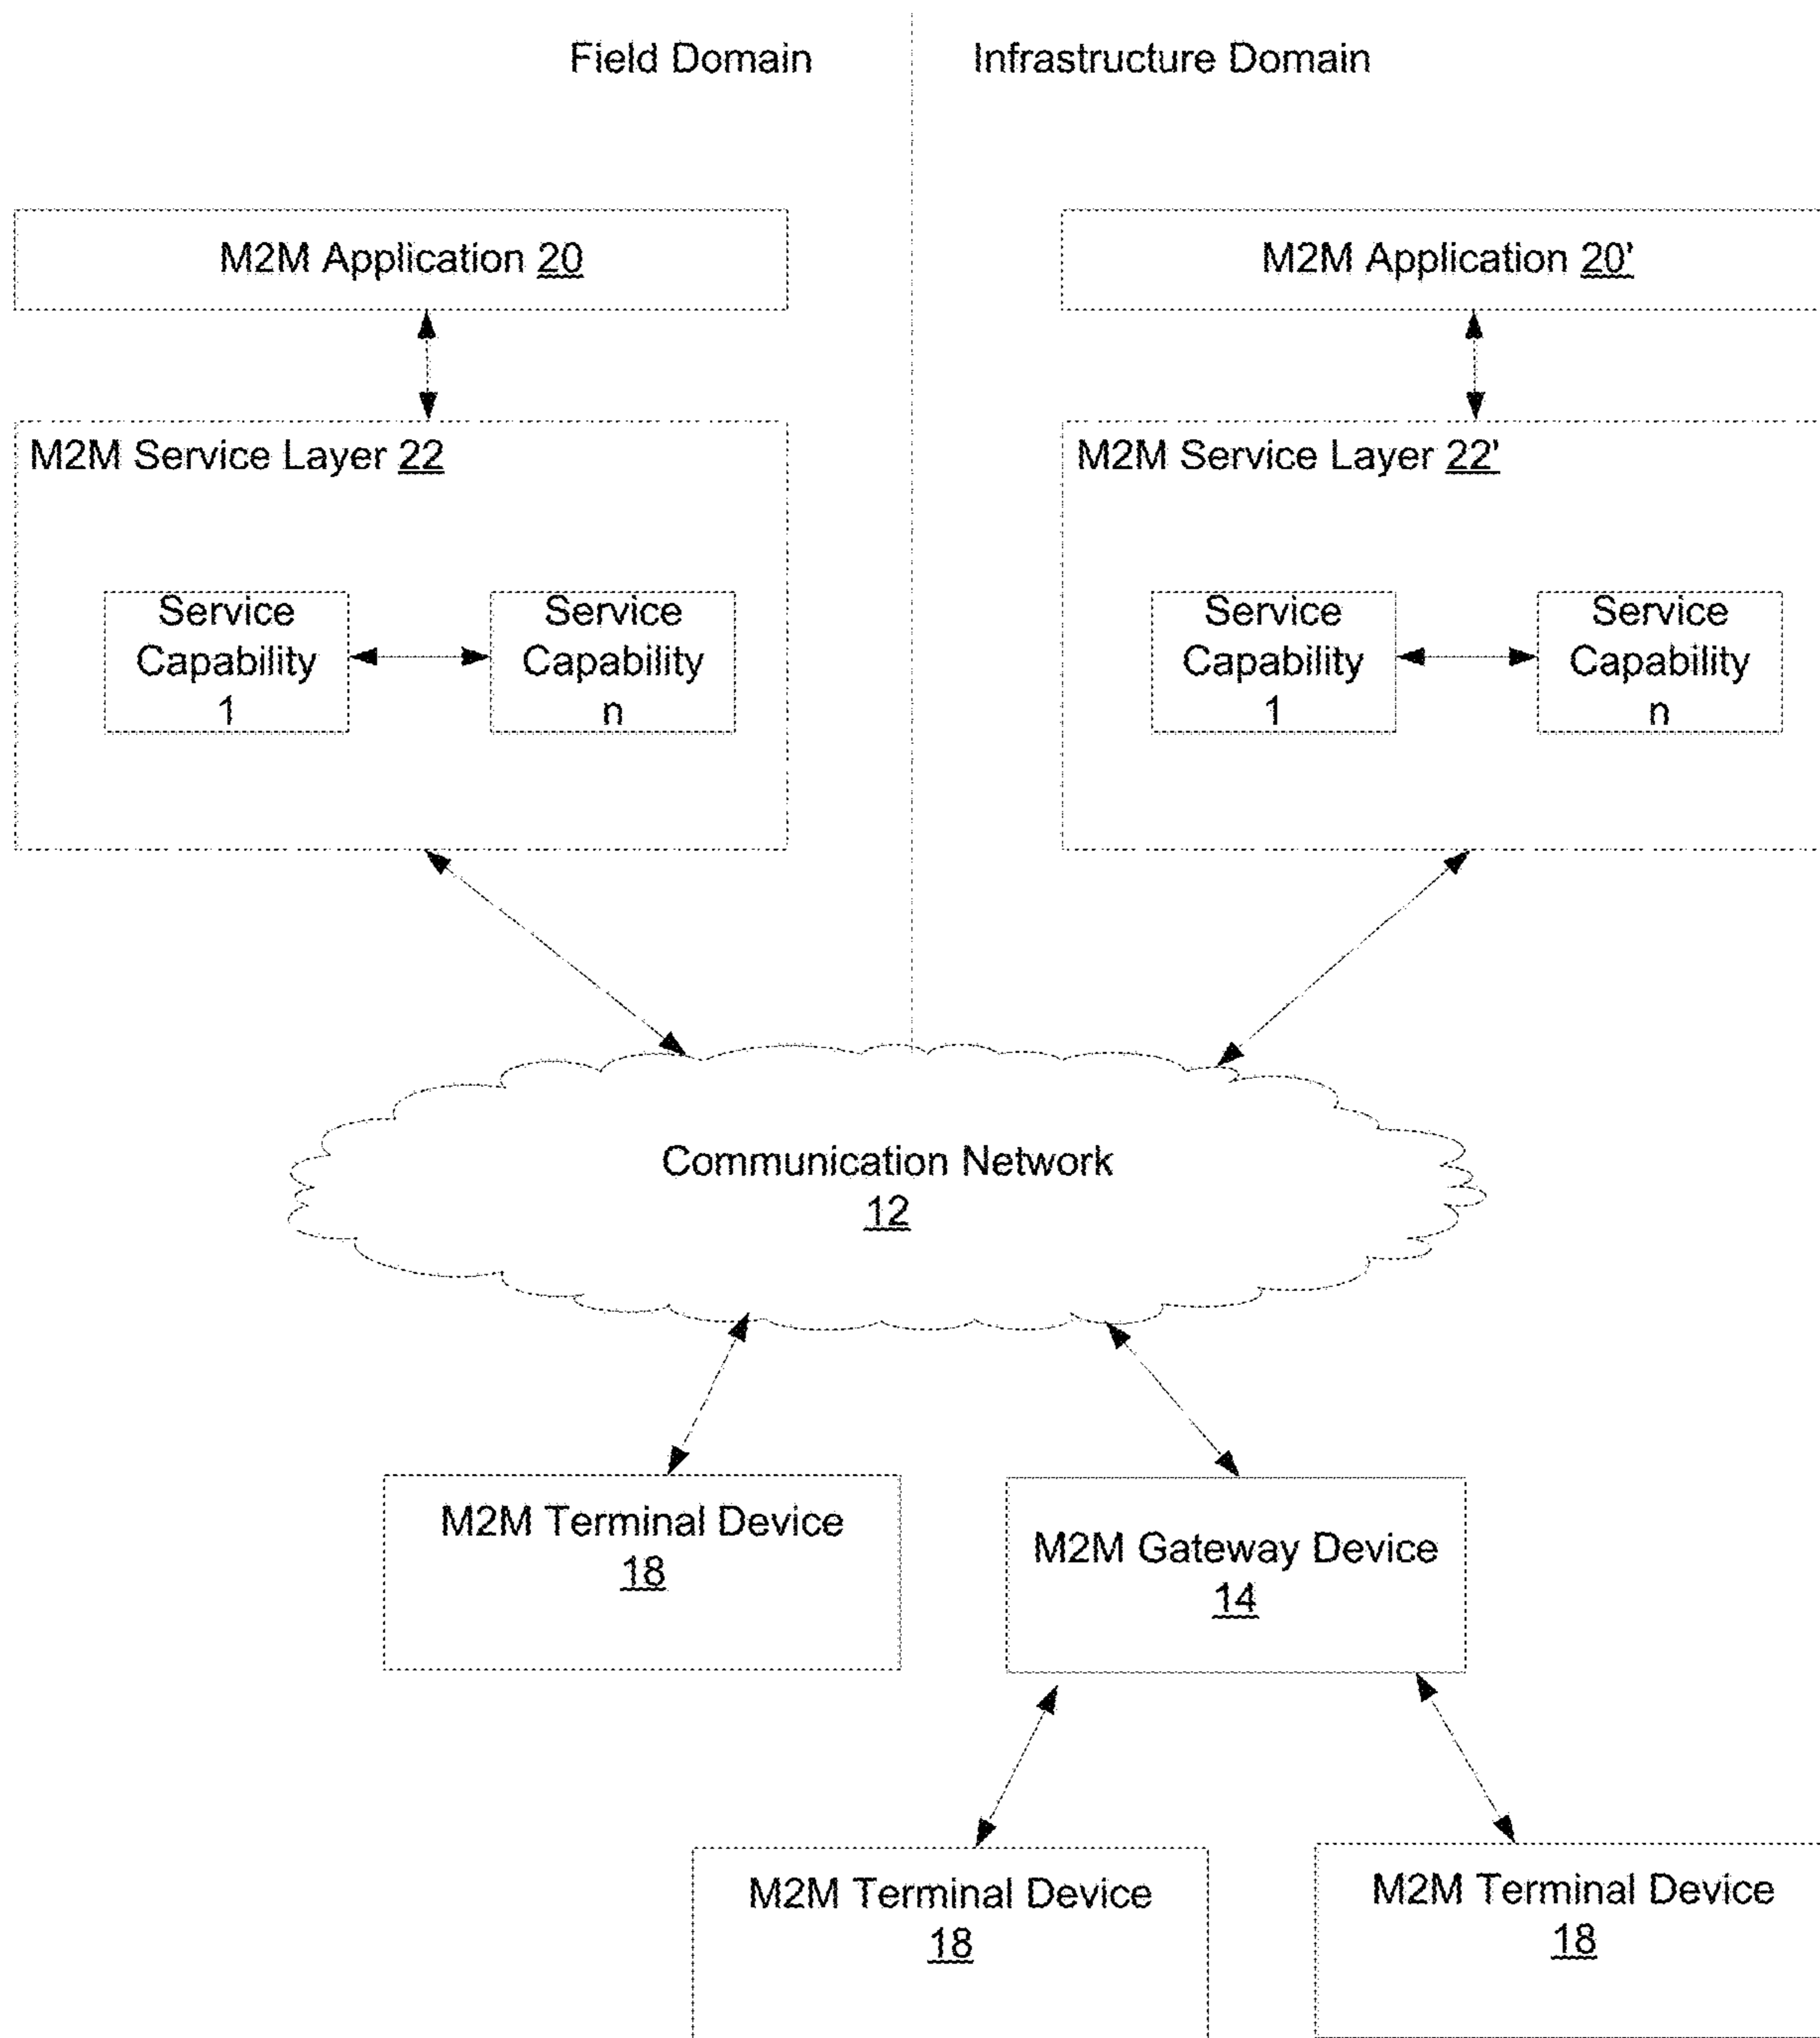 Field Domain
Infrastructure Domain
M2M Application 20
M2M Application 20'
M2M Service Layer 22
M2M Service Layer 22'
Service
Capability
1
Service
Capability
n
Service
Capability
1
Service
Capability
n
Communication Network
12
M2M Terminal Device
18
M2M Gateway Device
14
M2M Terminal Device
18
M2M Terminal Device
18